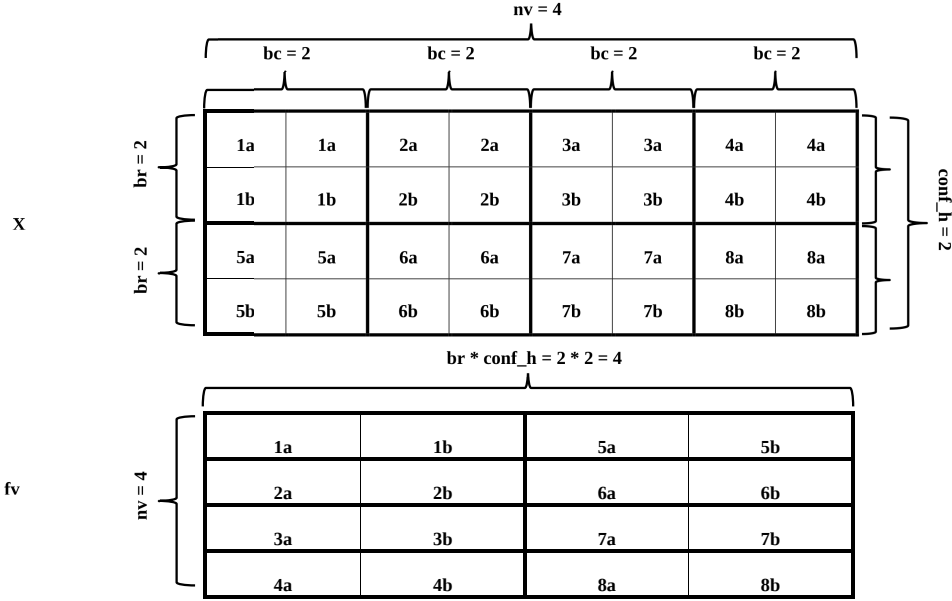 nv = 4
bc = 2 bc = 2 bc = 2 bc = 2
X
br = 2
br = 2
1a 1a 2a 2a 3a 3a 4a 4a
1b 1b 2b 2b 3b 3b 4b 4b
5a 5a 6a 6a 7a 7a 8a 8a
5b 5b 6b 6b 7b 7b 8b 8b
conf_h = 2
br * conf_h = 2 * 2 = 4
fv
nv = 4
1a 1b 5a 5b
2a 2b 6a 6b
3a 3b 7a 7b
4a 4b 8a 8b